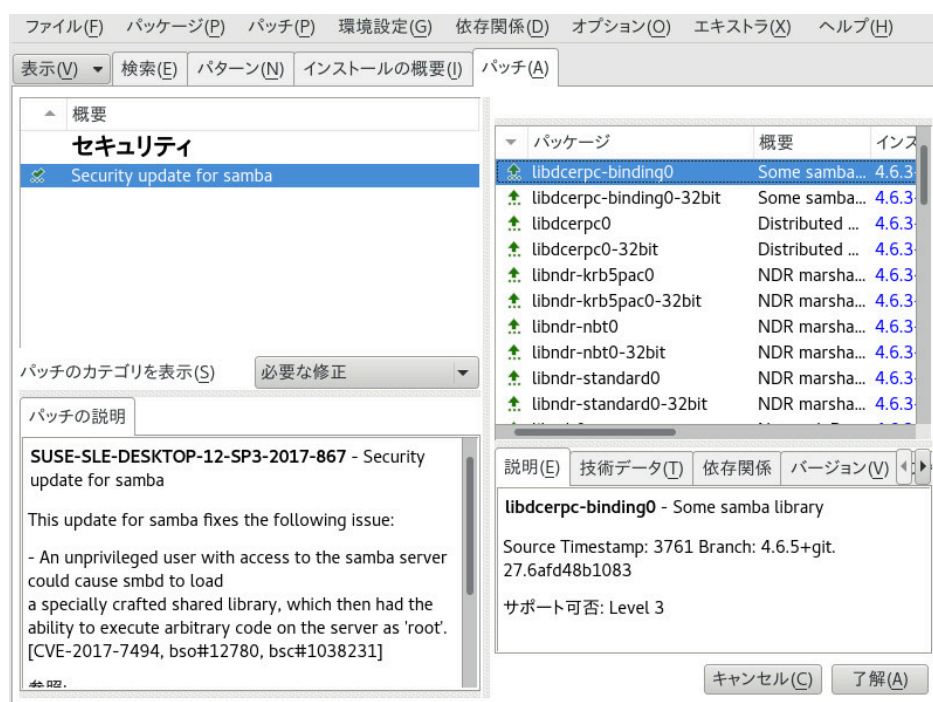 ファイル(F) パッケージ(P) パッチ(P) 環境設定(G) 依存関係(D) オプション(O) エキストラ(X) ヘルプ(H)
表示(V) 検索(E) パターン(N) インストールの概要(I) パッチ(A)
概要
セキュリティ
Security update for samba
パッチのカテゴリを表示(S) 必要な修正
パッチの説明
SUSE-SLE-DESKTOP-12-SP3-2017-867 - Security
update for samba
This update for samba fixes the following issue:
- An unprivileged user with access to the samba server
could cause smbd to load
a specially crafted shared library, which then had the
ability to execute arbitrary code on the server as 'root'.
[CVE-2017-7494, bso#12780, bsc#1038231]
参照:
パッケージ 概要 インス
libdcerpc-binding0 Some samba... 4.6.3-
libdcerpc-binding0-32bit Some samba... 4.6.3-
libdcerpc0 Distributed ... 4.6.3-
libdcerpc0-32bit Distributed ... 4.6.3-
libndr-krb5pac0 NDR marsha... 4.6.3-
libndr-krb5pac0-32bit NDR marsha... 4.6.3-
libndr-nbt0 NDR marsha... 4.6.3-
libndr-nbt0-32bit NDR marsha... 4.6.3-
libndr-standard0 NDR marsha... 4.6.3-
libndr-standard0-32bit NDR marsha... 4.6.3-
説明(E) 技術データ(T) 依存関係 バージョン(V)
libdcerpc-binding0 - Some samba library
Source Timestamp: 3761 Branch: 4.6.5+git.
27.6afd48b1083
サポート可否: Level 3
キャンセル(C) 了解(A)